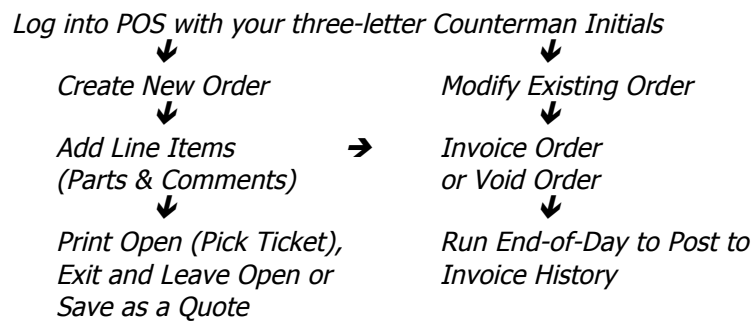 Log into POS with your three-letter Counterman Initials
🡻 🡻
Create New Order Modify Existing Order
🡻 🡻
Add Line Items 🡺 Invoice Order
(Parts & Comments) or Void Order
🡻 🡻
Print Open (Pick Ticket), Run End-of-Day to Post to
Exit and Leave Open or Invoice History
Save as a Quote